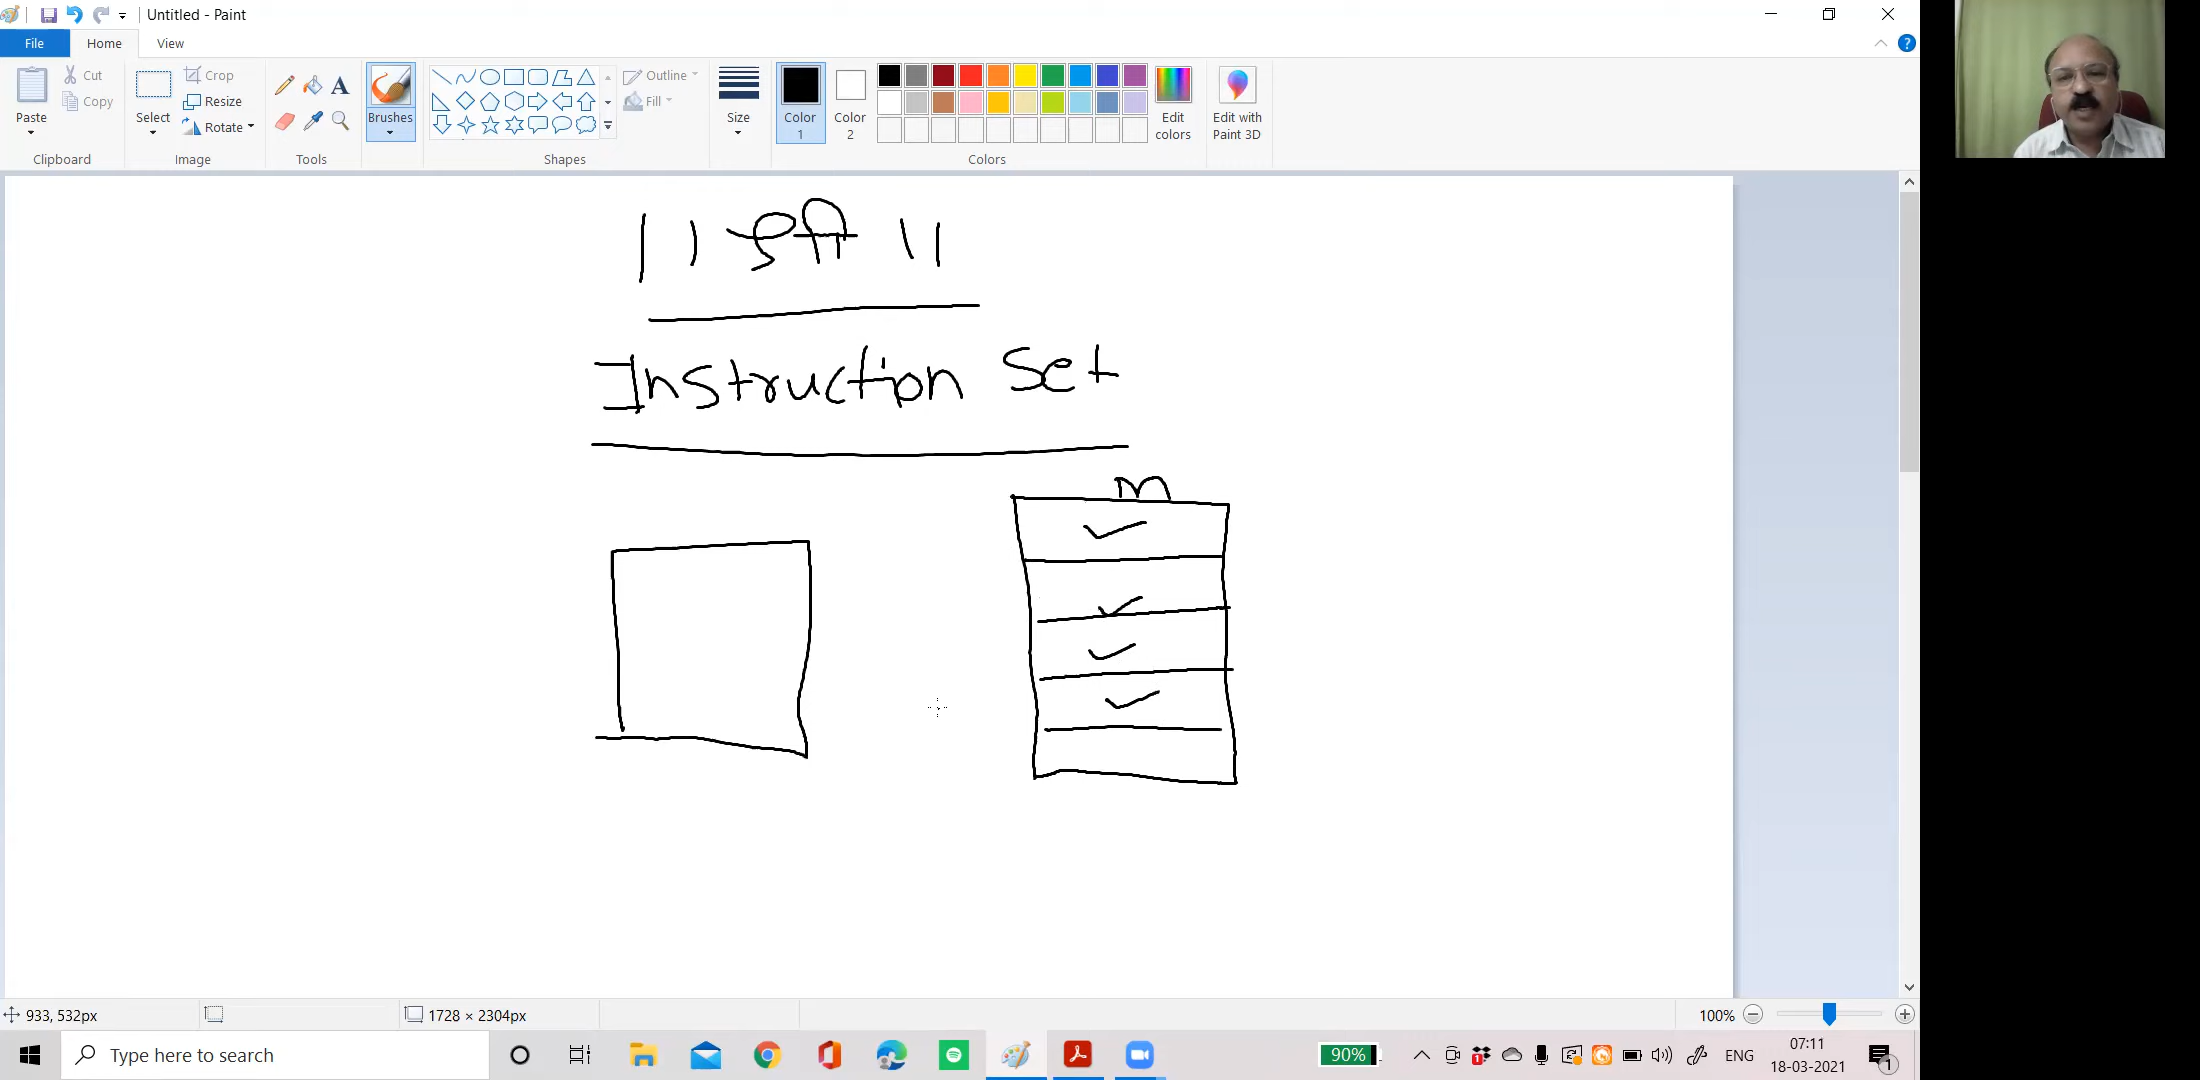 Untitled - Paint
File Home View
Paste
Cut
Copy
Clipboard
Select
Crop
Resize
Rotate
Image
Tools
Brushes
Shapes
Outline
Fill
Size
Color 1
Color 2
Edit colors
Colors
Edit with Paint 3D
॥ श्री ॥
Instruction Set
m
933, 532px
1728 × 2304px
100%
Type here to search
90%
ENG
07:11
18-03-2021
1